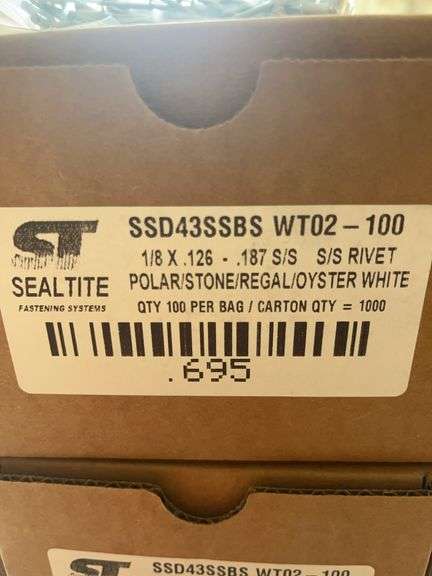 ST
SEALTITE
FASTENING SYSTEMS
SSD43SSBS WT02-100
1/8 X .126 - .187 S/S S/S RIVET
POLAR/STONE/REGAL/OYSTER WHITE
QTY 100 PER BAG / CARTON QTY = 1000
.695
ST
SSD43SSBS WT02-100